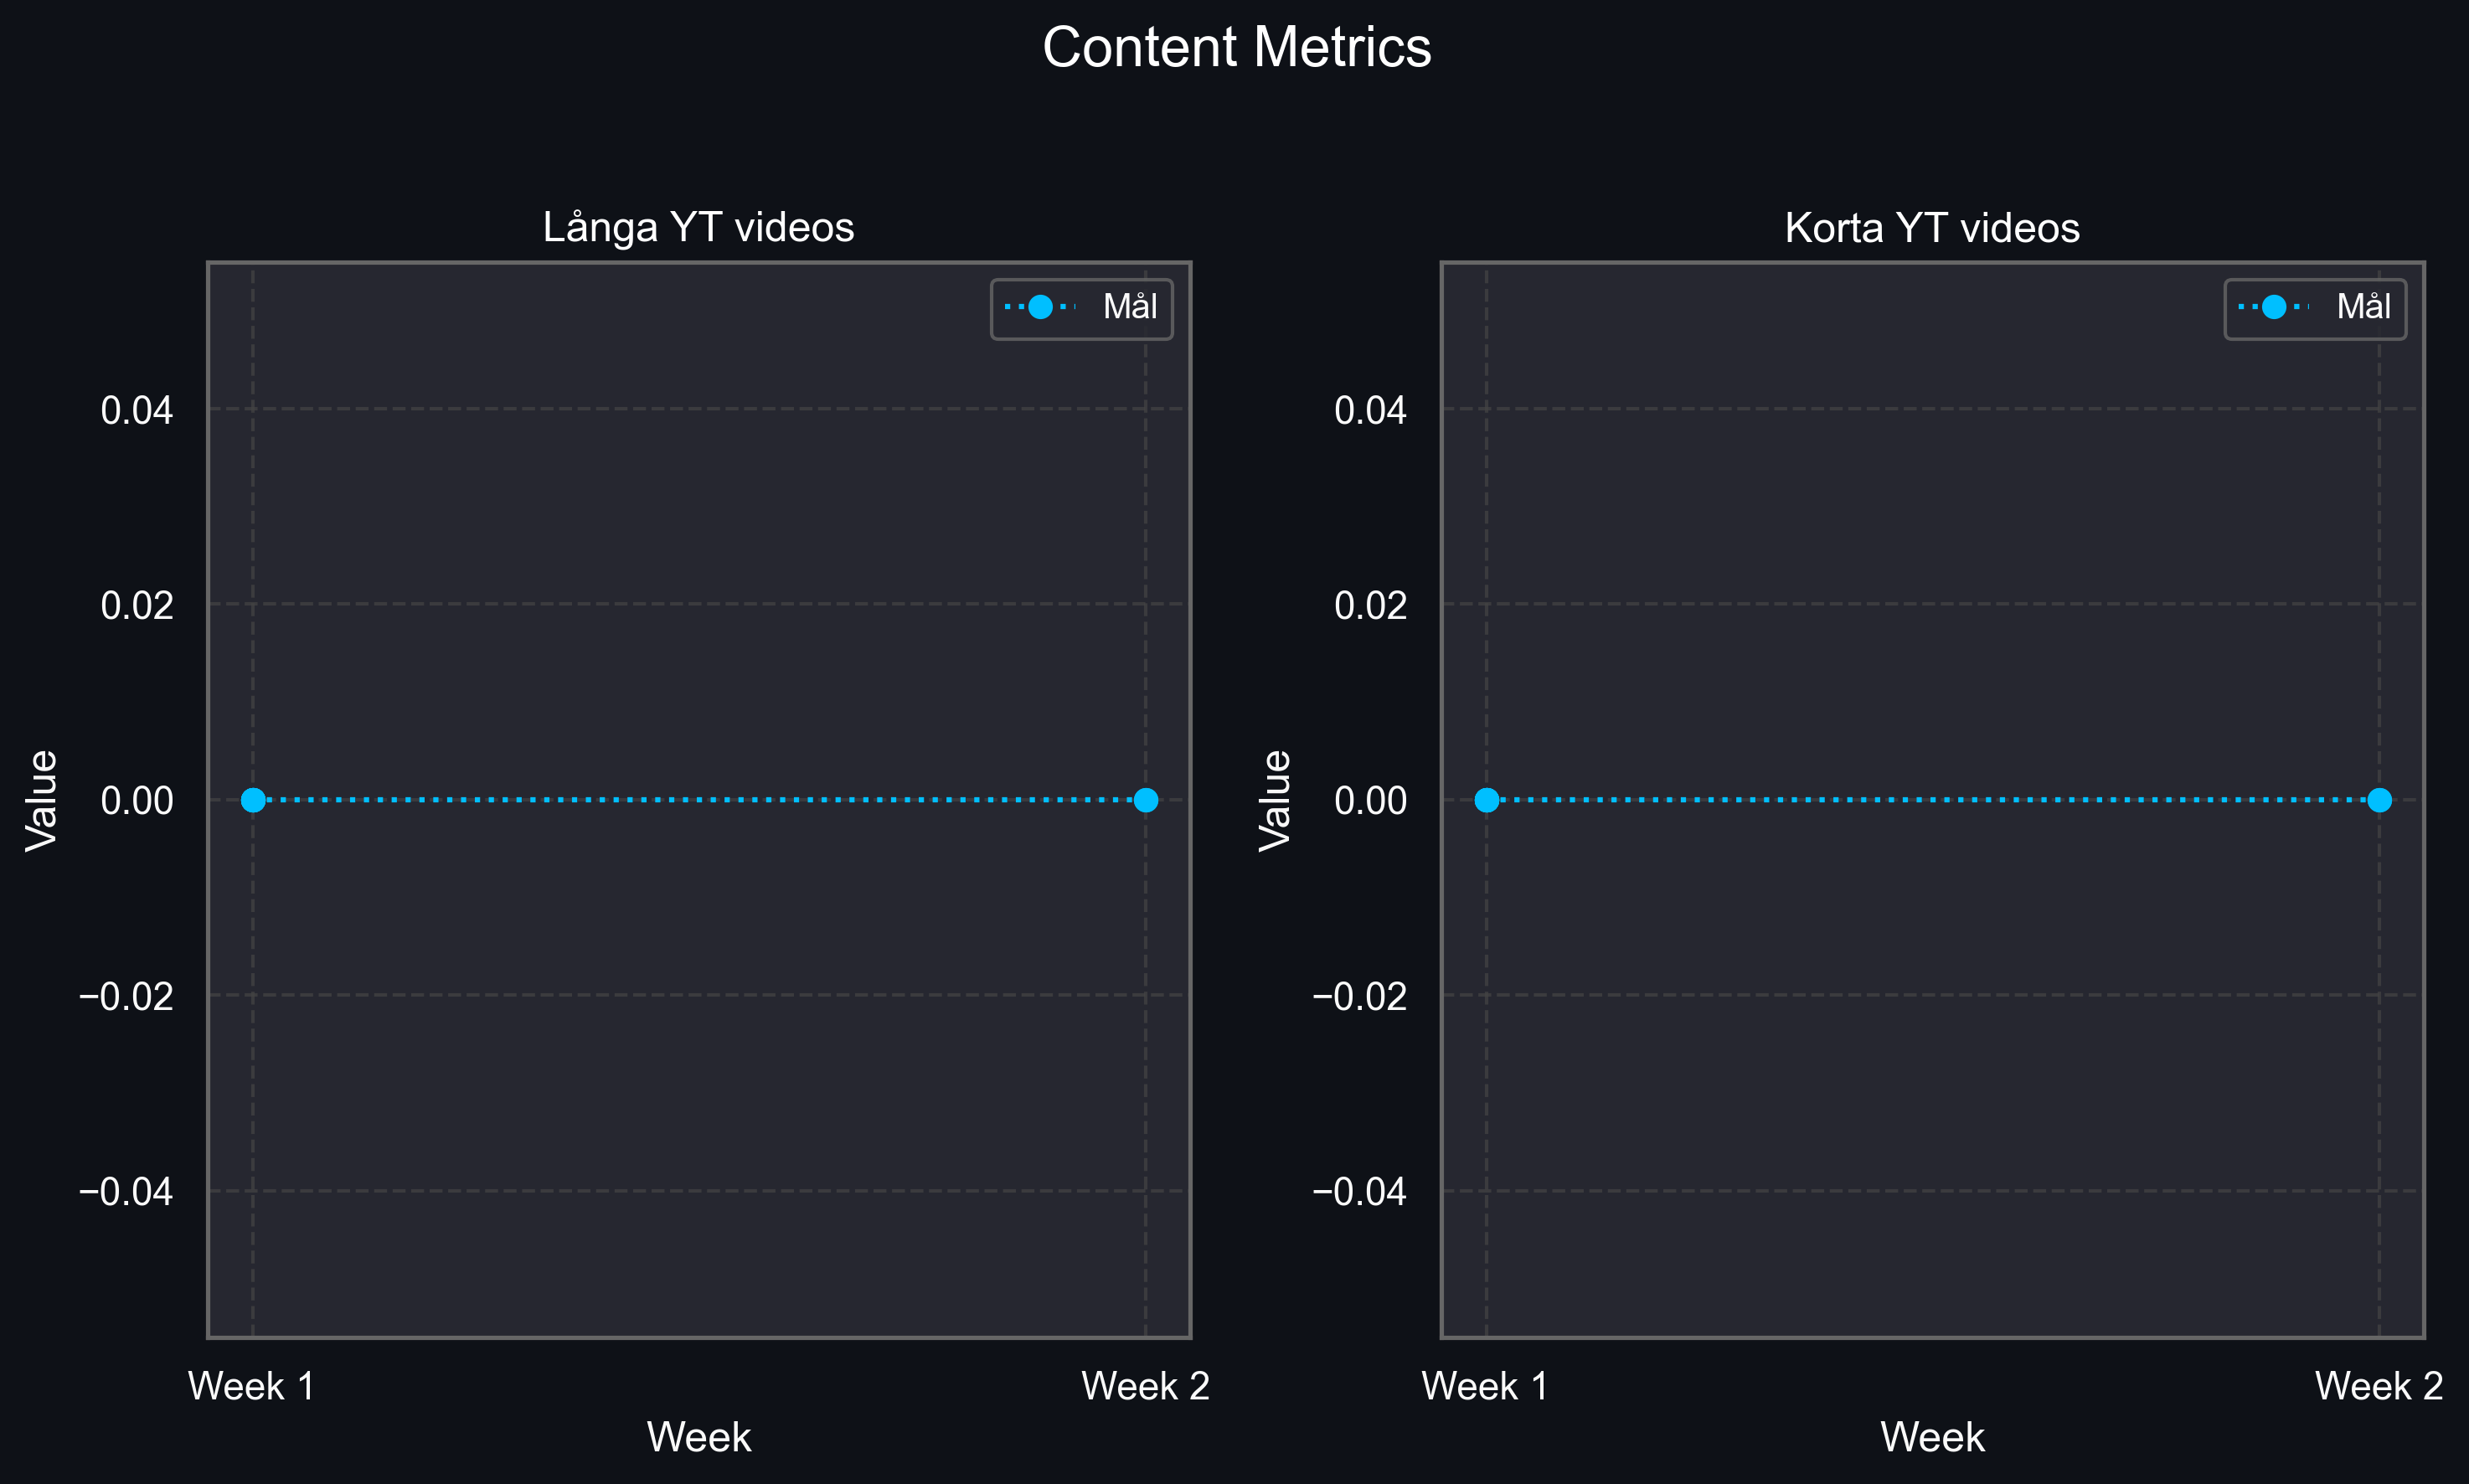 Content Metrics
Långa YT videos
Mål
0.04
0.02
0.00
−0.02
−0.04
Value
Week 1
Week 2
Week
Korta YT videos
Mål
0.04
0.02
0.00
−0.02
−0.04
Value
Week 1
Week 2
Week